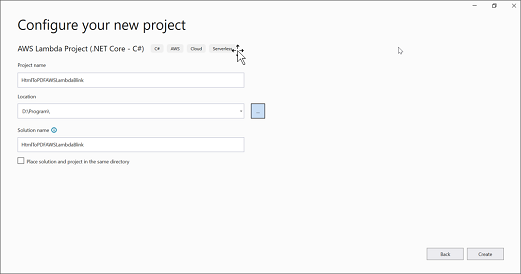 Configure your new project
AWS Lambda Project (.NET Core - C#) C# AWS Cloud Serverless
Project name
HtmlToPDFAWSLambdaBlink
Location
D:\Program\
...
Solution name
HtmlToPDFAWSLambdaBlink
Place solution and project in the same directory
Back Create